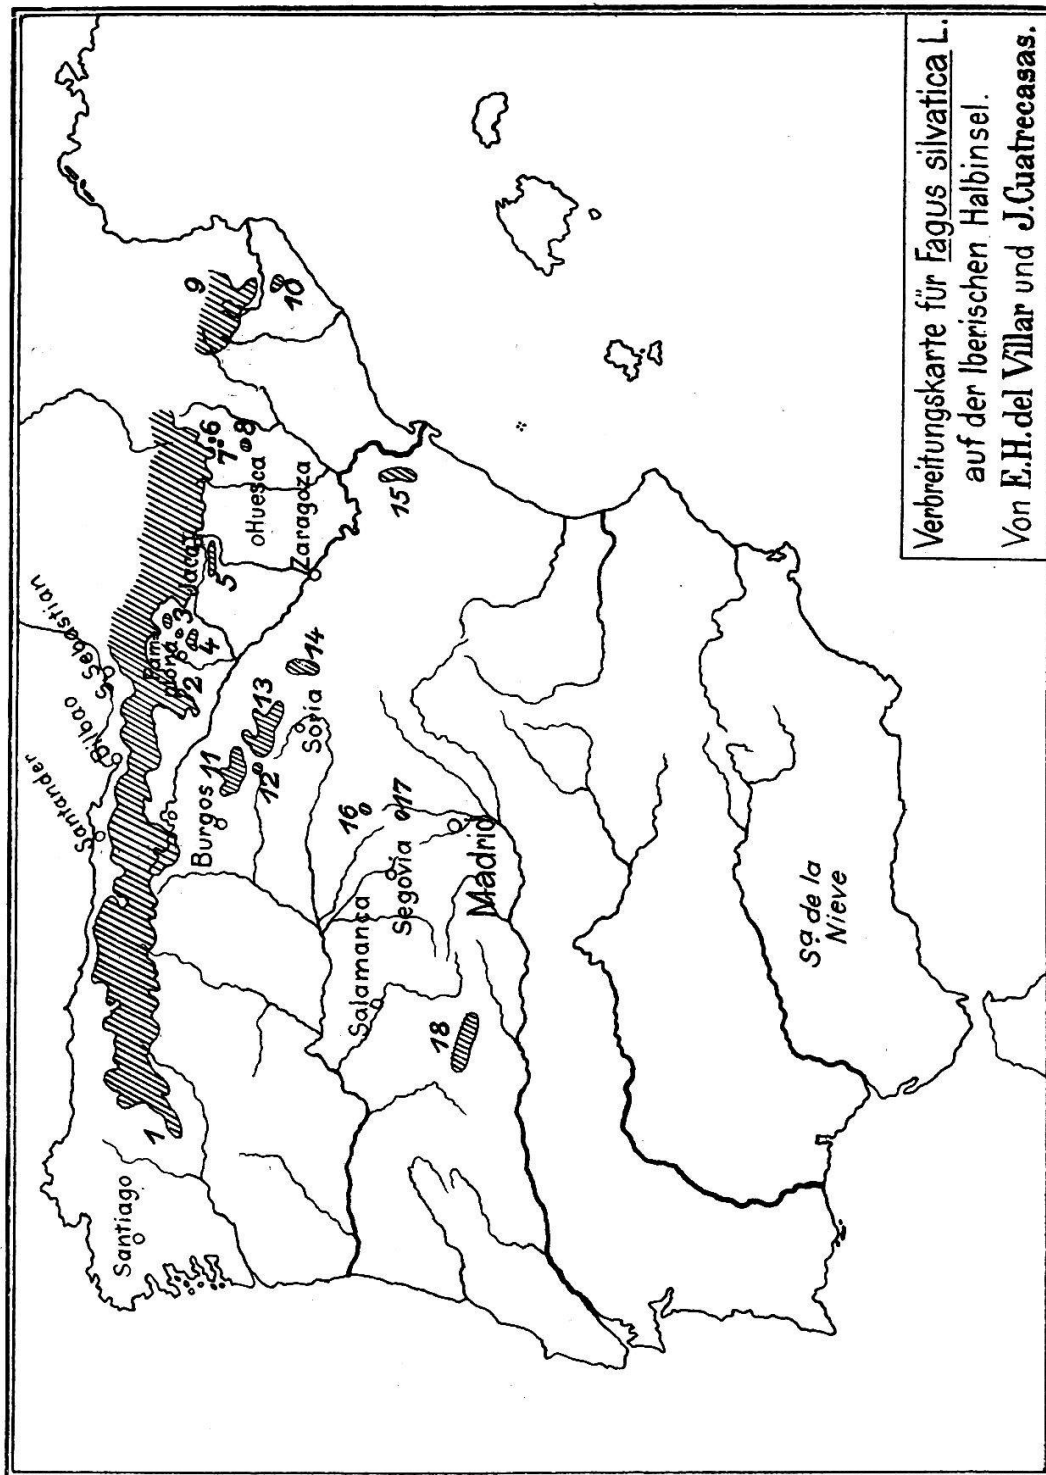 Verbreitungskarte für Fagus silvatica L.
auf der Iberischen Halbinsel.
Von E.H. del Villar und J. Cuatrecasas.
Santander
Bilbao
S. Sebastian
Santiago
1
Pam-
plona
2
3
4
Jaca
5
6
7
8
9
10
Huesca
Zaragoza
Burgos
11
12
13
Soria
14
15
16
17
Salamanca
Segovia
Madrid
18
Sa. de la
Nieve